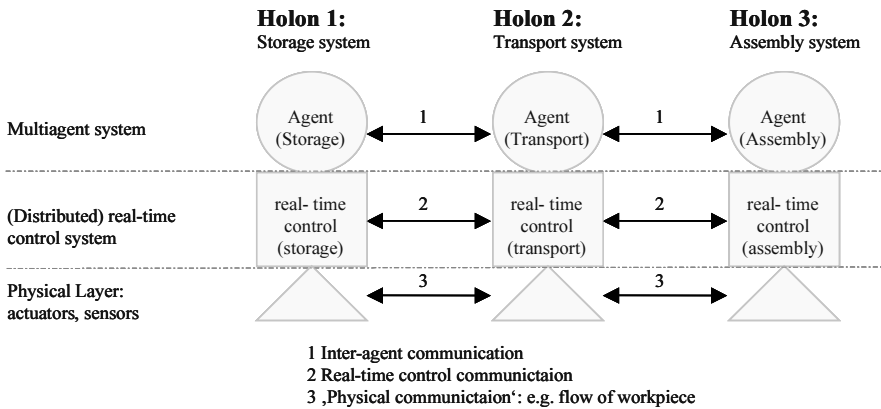 Holon 1:
Storage system
Holon 2:
Transport system
Holon 3:
Assembly system
Multiagent system
Agent
(Storage)
1
Agent
(Transport)
1
Agent
(Assembly)
(Distributed) real-time
control system
real- time
control
(storage)
2
real- time
control
(transport)
2
real- time
control
(assembly)
Physical Layer:
actuators, sensors
3
3
1 Inter-agent communication
2 Real-time control communictaion
3 ‚Physical communictaion‘: e.g. flow of workpiece